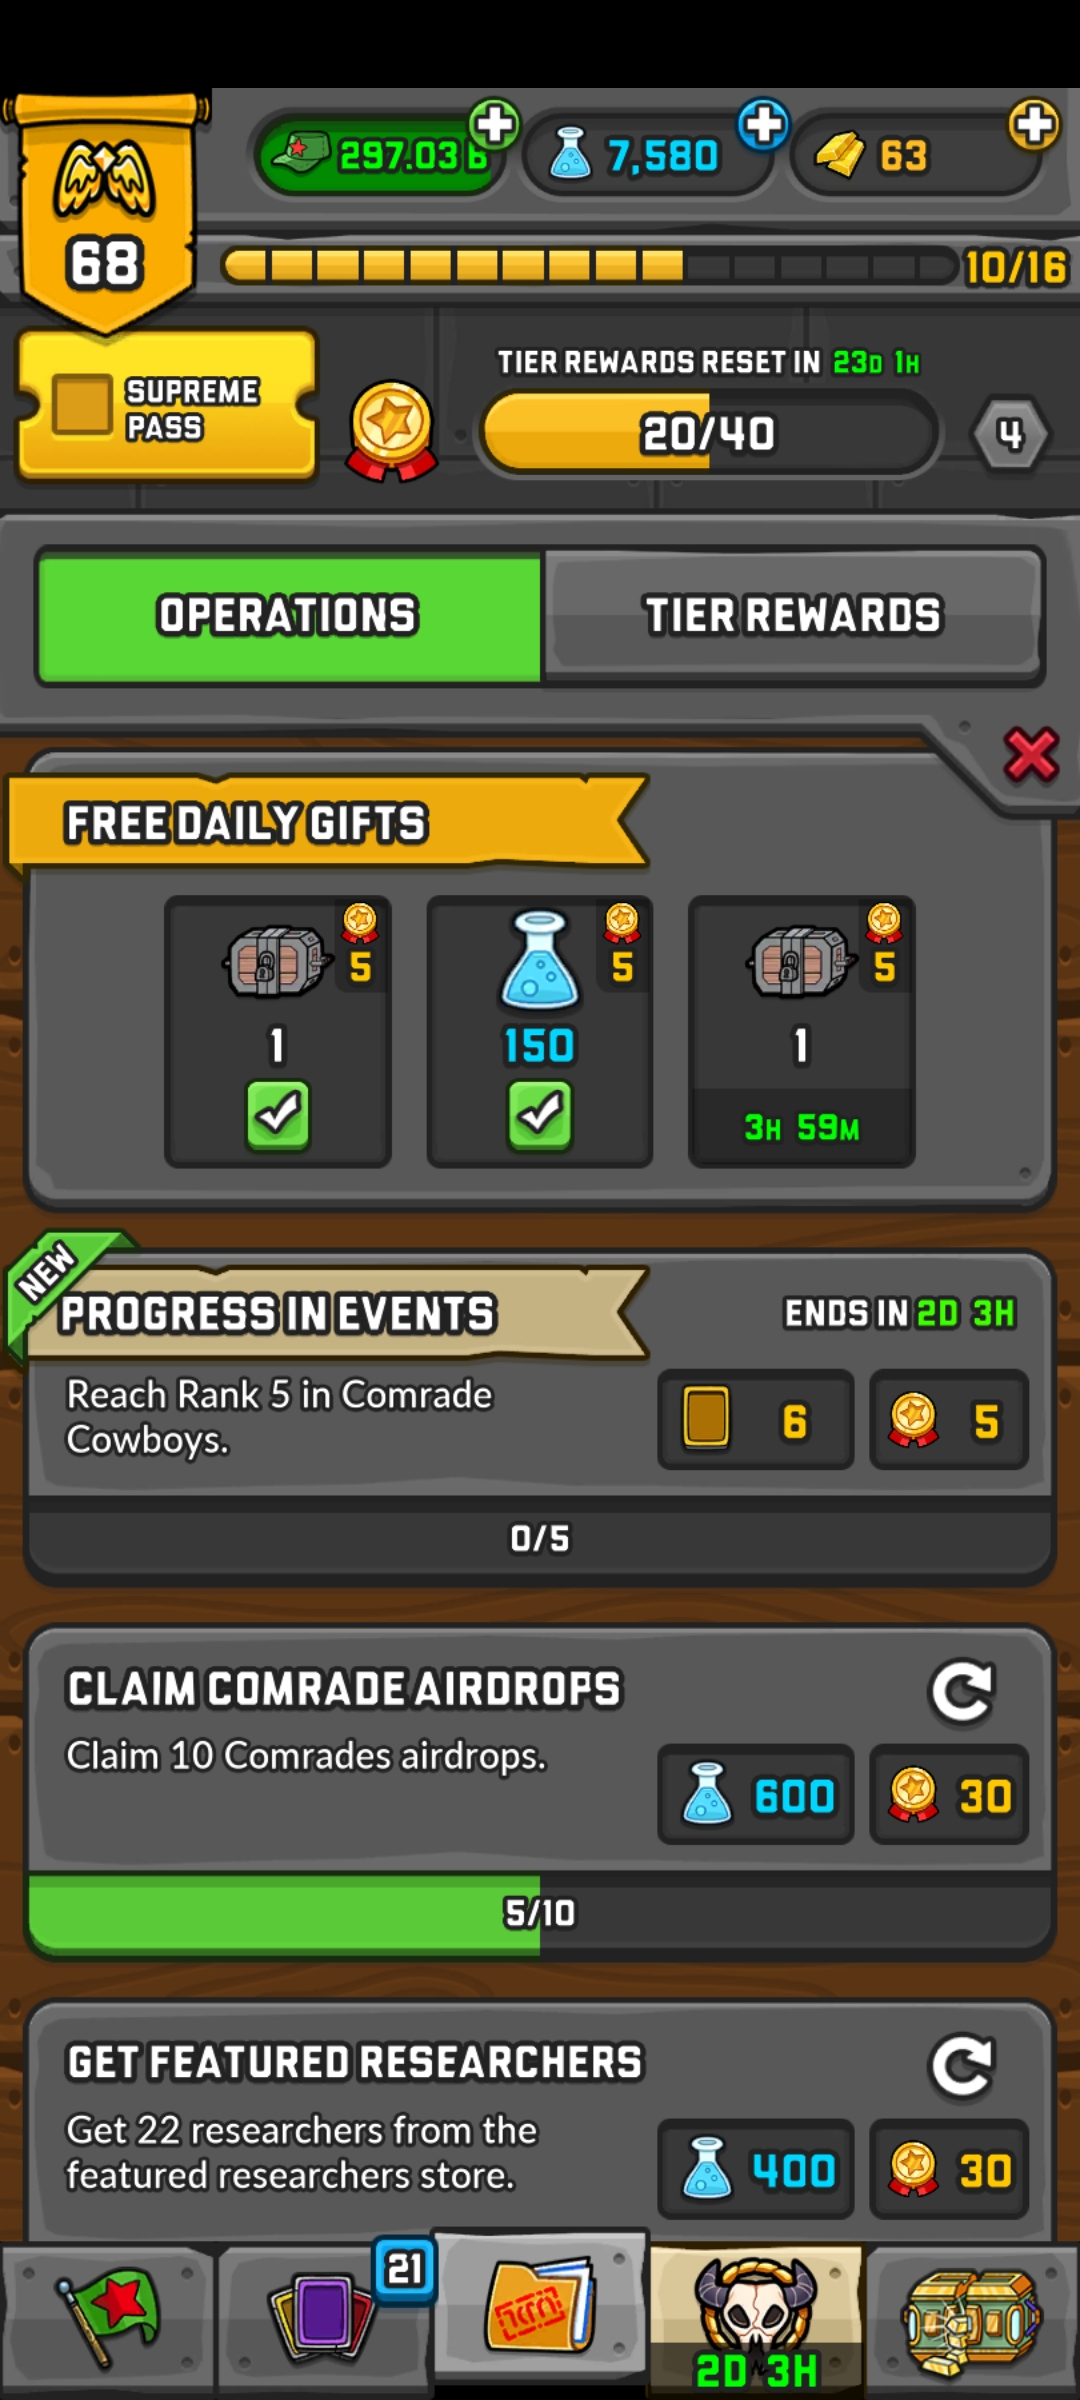 297.03 B
7,580
63
68
10/16
SUPREME
PASS
TIER REWARDS RESET IN 23D 1H
20/40
4
OPERATIONS
TIER REWARDS
FREE DAILY GIFTS
5
5
5
1
150
1
3H 59M
NEW
PROGRESS IN EVENTS
ENDS IN 2D 3H
Reach Rank 5 in Comrade
Cowboys.
6
5
0/5
CLAIM COMRADE AIRDROPS
Claim 10 Comrades airdrops.
600
30
5/10
GET FEATURED RESEARCHERS
Get 22 researchers from the
featured researchers store.
400
30
21
2D 3H